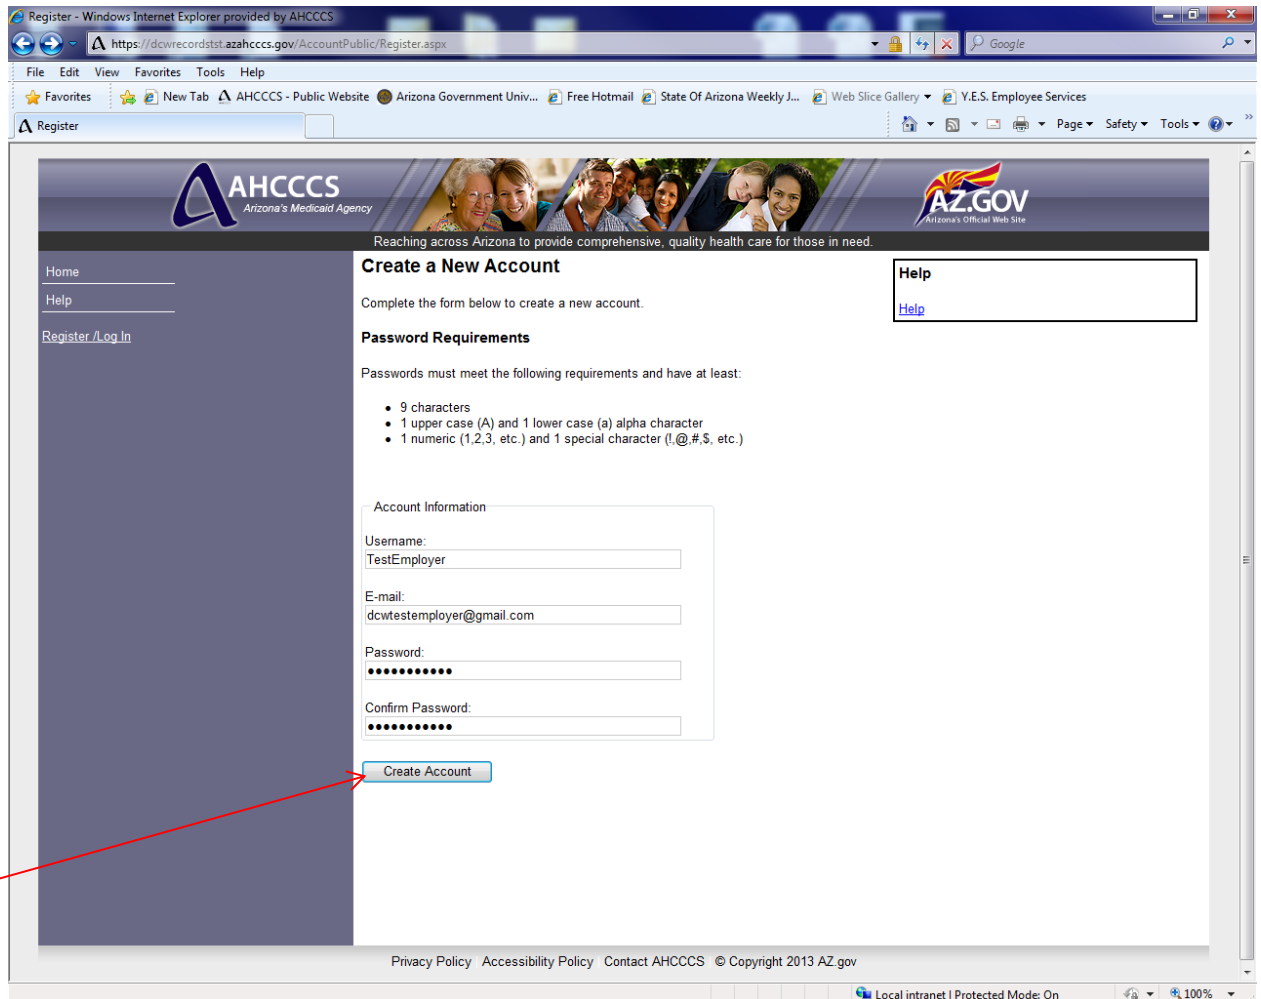 Register - Windows Internet Explorer provided by AHCCCS
https://dcwrecordstst.azahcccs.gov/AccountPublic/Register.aspx
Google
File Edit View Favorites Tools Help
Favorites New Tab AHCCCS - Public Website Arizona Government Univ... Free Hotmail State Of Arizona Weekly J... Web Slice Gallery Y.E.S. Employee Services
Register
Page Safety Tools
AHCCCS
Arizona's Medicaid Agency
AZ.GOV
Arizona's Official Web Site
Reaching across Arizona to provide comprehensive, quality health care for those in need.
Home
Help
Register /Log In
Create a New Account
Complete the form below to create a new account.
Password Requirements
Passwords must meet the following requirements and have at least:
• 9 characters
• 1 upper case (A) and 1 lower case (a) alpha character
• 1 numeric (1,2,3, etc.) and 1 special character (!,@,#,$, etc.)
Help
Help
Account Information
Username:
TestEmployer
E-mail:
dcwtestemployer@gmail.com
Password:
•••••••••••
Confirm Password:
•••••••••••
Create Account
Privacy Policy Accessibility Policy Contact AHCCCS © Copyright 2013 AZ.gov
Local intranet | Protected Mode: On
100%